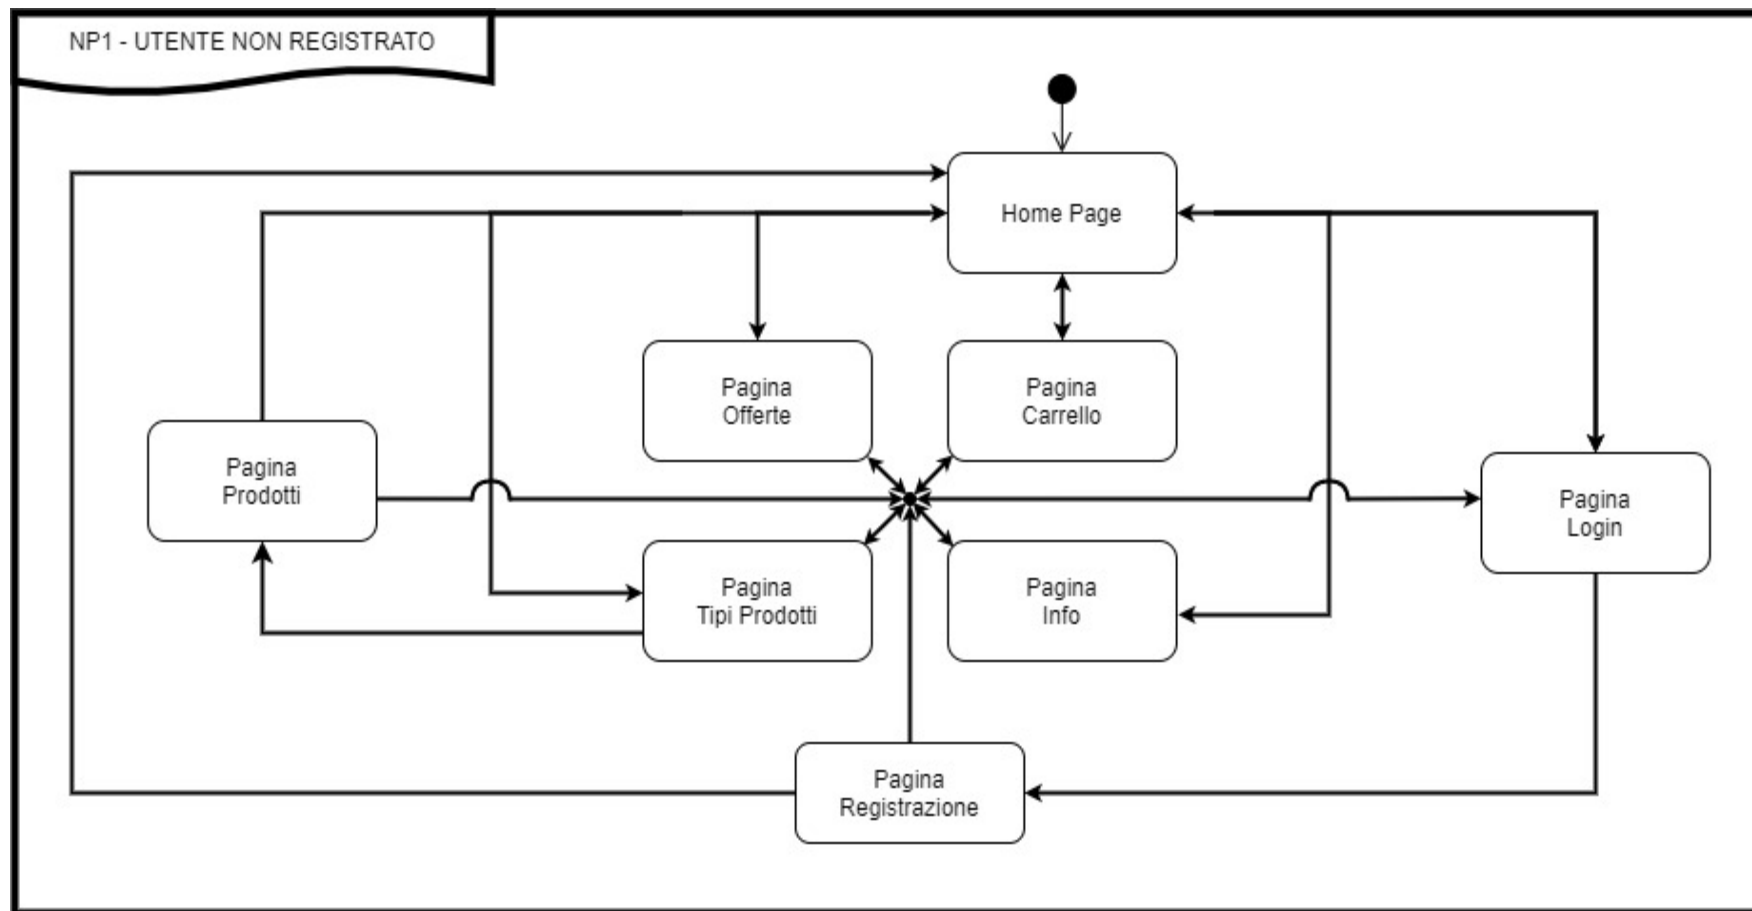 NP1 - UTENTE NON REGISTRATO
Home Page
Pagina
Offerte
Pagina
Carrello
Pagina
Prodotti
Pagina
Login
Pagina
Tipi Prodotti
Pagina
Info
Pagina
Registrazione